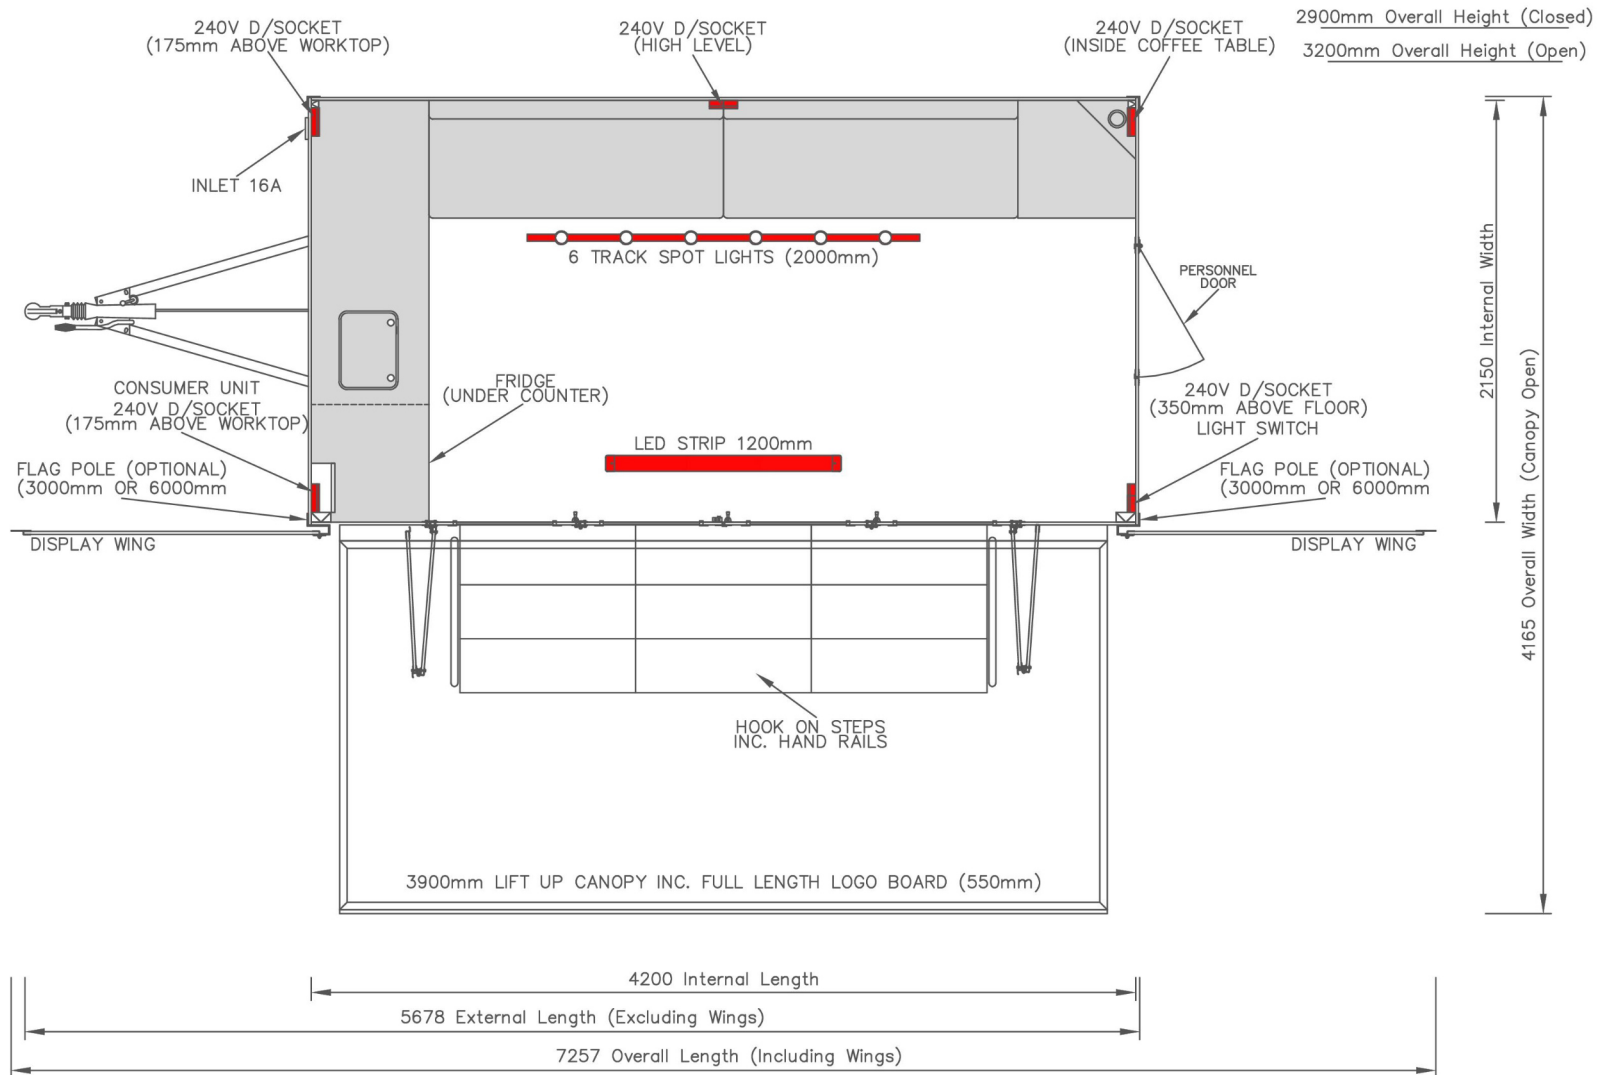 240V D/SOCKET
(175mm ABOVE WORKTOP)
240V D/SOCKET
(HIGH LEVEL)
240V D/SOCKET
(INSIDE COFFEE TABLE)
2900mm Overall Height (Closed)
3200mm Overall Height (Open)
INLET 16A
6 TRACK SPOT LIGHTS (2000mm)
PERSONNEL
DOOR
2150 Internal Width
4165 Overall Width (Canopy Open)
CONSUMER UNIT
240V D/SOCKET
(175mm ABOVE WORKTOP)
FRIDGE
(UNDER COUNTER)
240V D/SOCKET
(350mm ABOVE FLOOR)
LIGHT SWITCH
LED STRIP 1200mm
FLAG POLE (OPTIONAL)
(3000mm OR 6000mm
FLAG POLE (OPTIONAL)
(3000mm OR 6000mm
DISPLAY WING
DISPLAY WING
HOOK ON STEPS
INC. HAND RAILS
3900mm LIFT UP CANOPY INC. FULL LENGTH LOGO BOARD (550mm)
4200 Internal Length
5678 External Length (Excluding Wings)
7257 Overall Length (Including Wings)